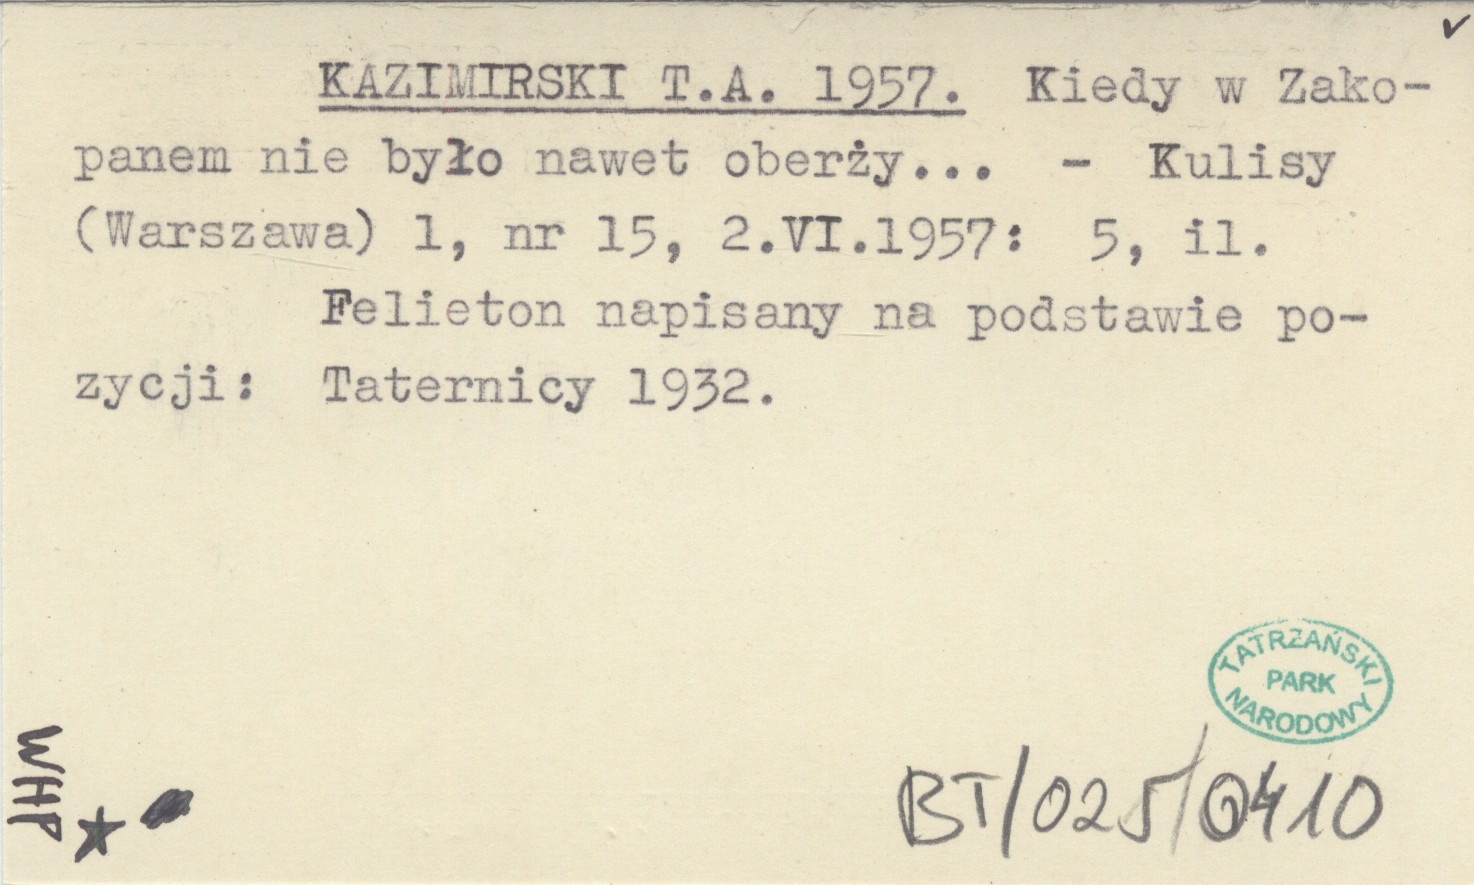 KAZIMIRSKI T.A. 1957. Kiedy w Zako-
panem nie było nawet oberży... - Kulisy
(Warszawa) 1, nr 15, 2.VI.1957: 5, il.
Felieton napisany na podstawie po-
zycji: Taternicy 1932.
TATRZAŃSKI
PARK
NARODOWY
WHP
BT/025/0410